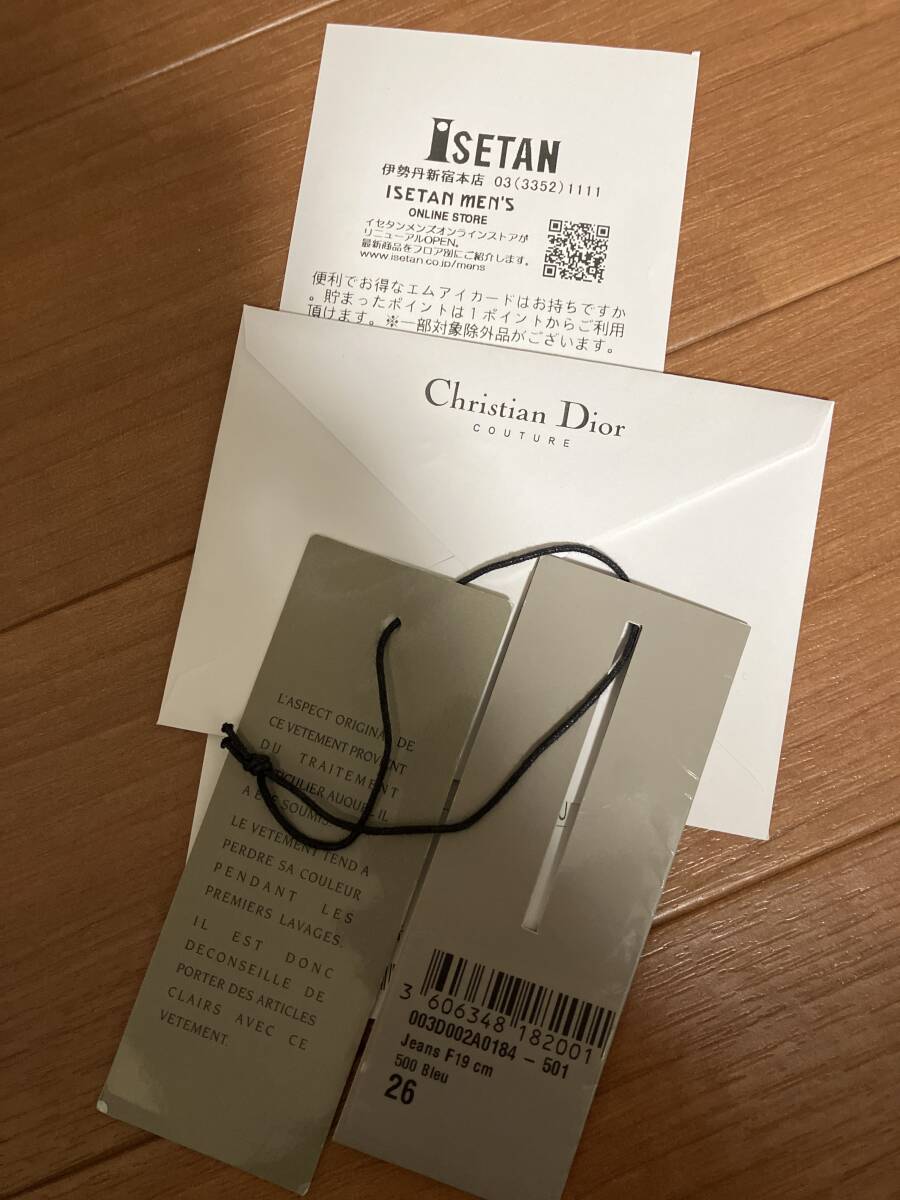 ISETAN
伊勢丹新宿本店 03(3352)1111
ISETAN MEN'S
ONLINE STORE
イセタンメンズオンラインストアが
リニューアルOPEN。
最新商品をフロア別にご紹介します。
www.isetan.co.jp/mens
便利でお得なエムアイカードはお持ちですか
。貯まったポイントは1ポイントからご利用
頂けます。※一部対象除外品がございます。
Christian Dior
COUTURE
L'ASPECT ORIGINAL DE
CE VETEMENT PROVIENT
DU TRAITEMENT
PARTICULIER AUQUEL IL
A ETE SOUMIS.
LE VETEMENT TEND A
PERDRE SA COULEUR
PENDANT LES
PREMIERS LAVAGES.
IL EST DONC
DECONSEILLE DE
PORTER DES ARTICLES
CLAIRS AVEC CE
VETEMENT.
J
3 606348 182001
003D002A0184 - 501
Jeans F19 cm
500 Bleu
26